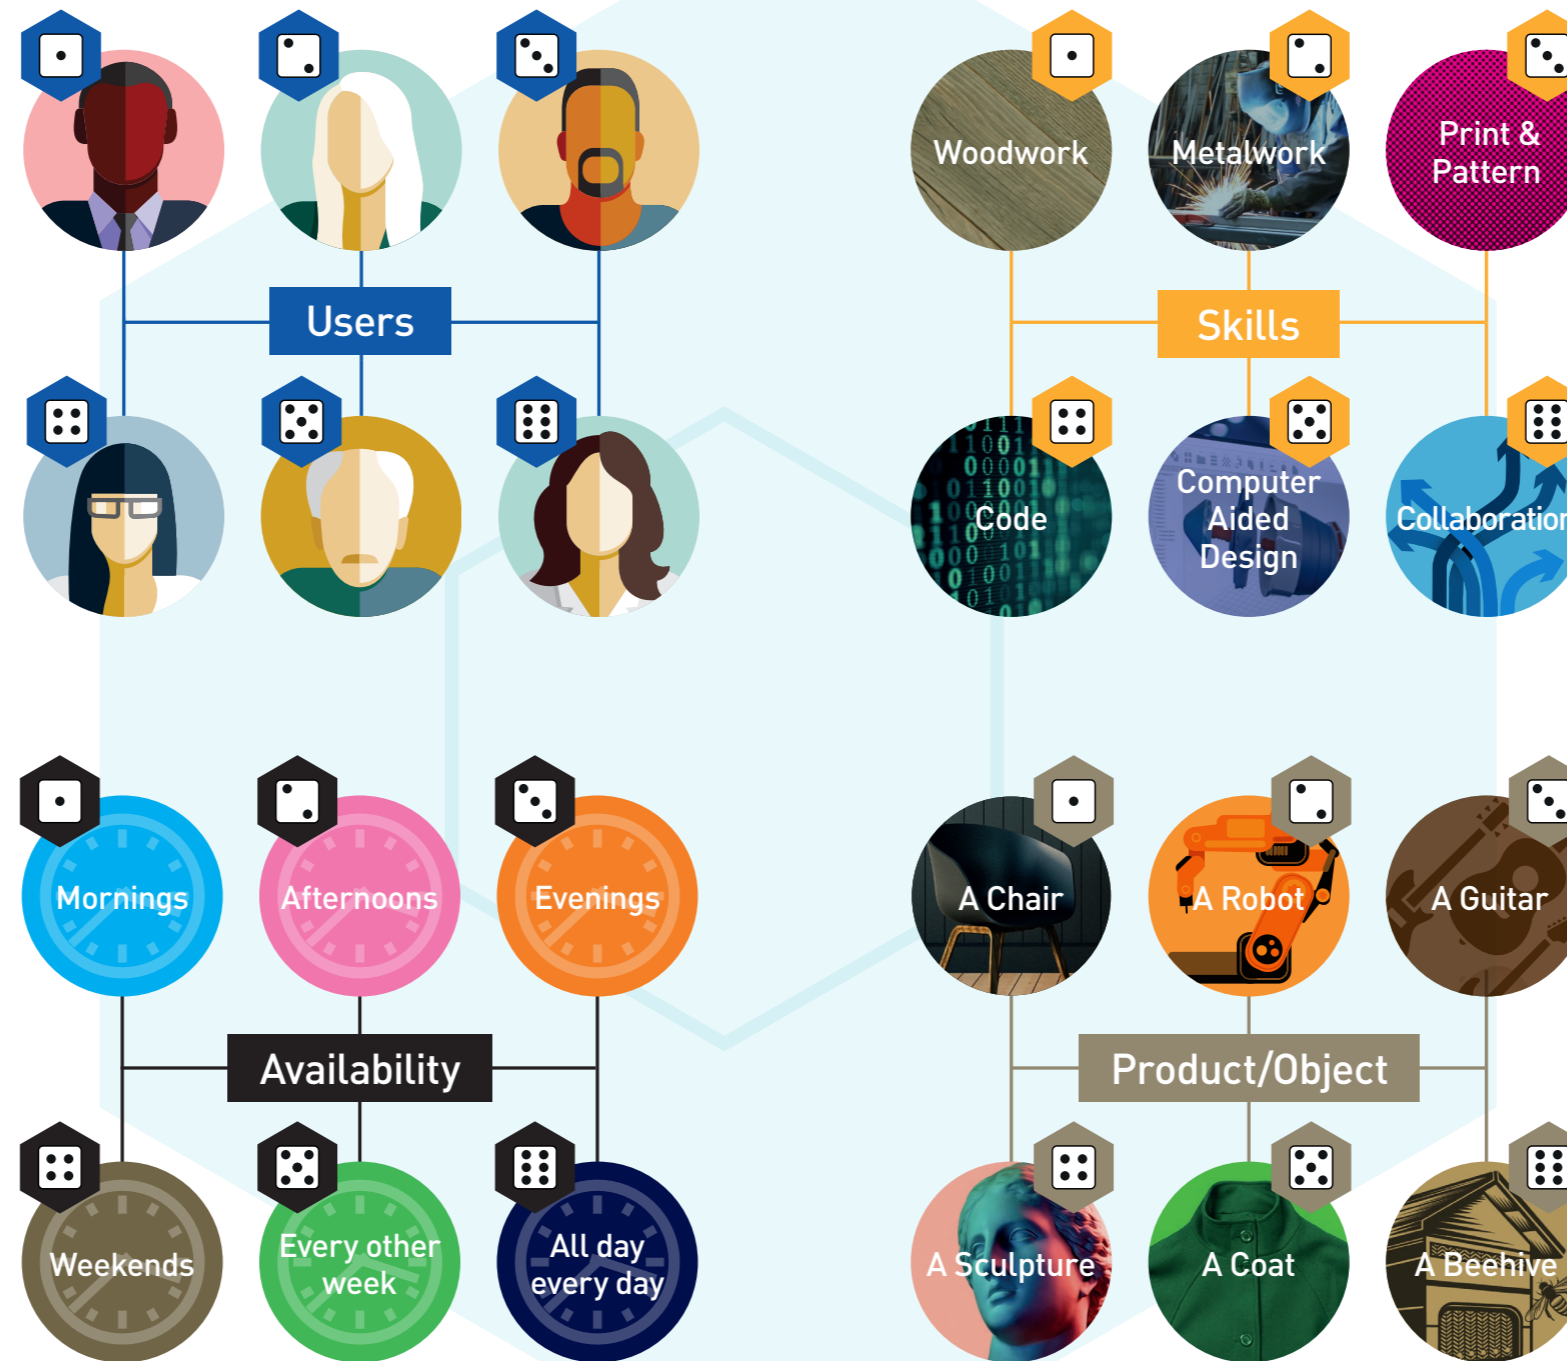 Woodwork
Metalwork
Print &
Pattern
Users
Skills
Code
Computer
Aided
Design
Collaboration
Mornings
Afternoons
Evenings
A Chair
A Robot
A Guitar
Availability
Product/Object
Weekends
Every other
week
All day
every day
A Sculpture
A Coat
A Beehive